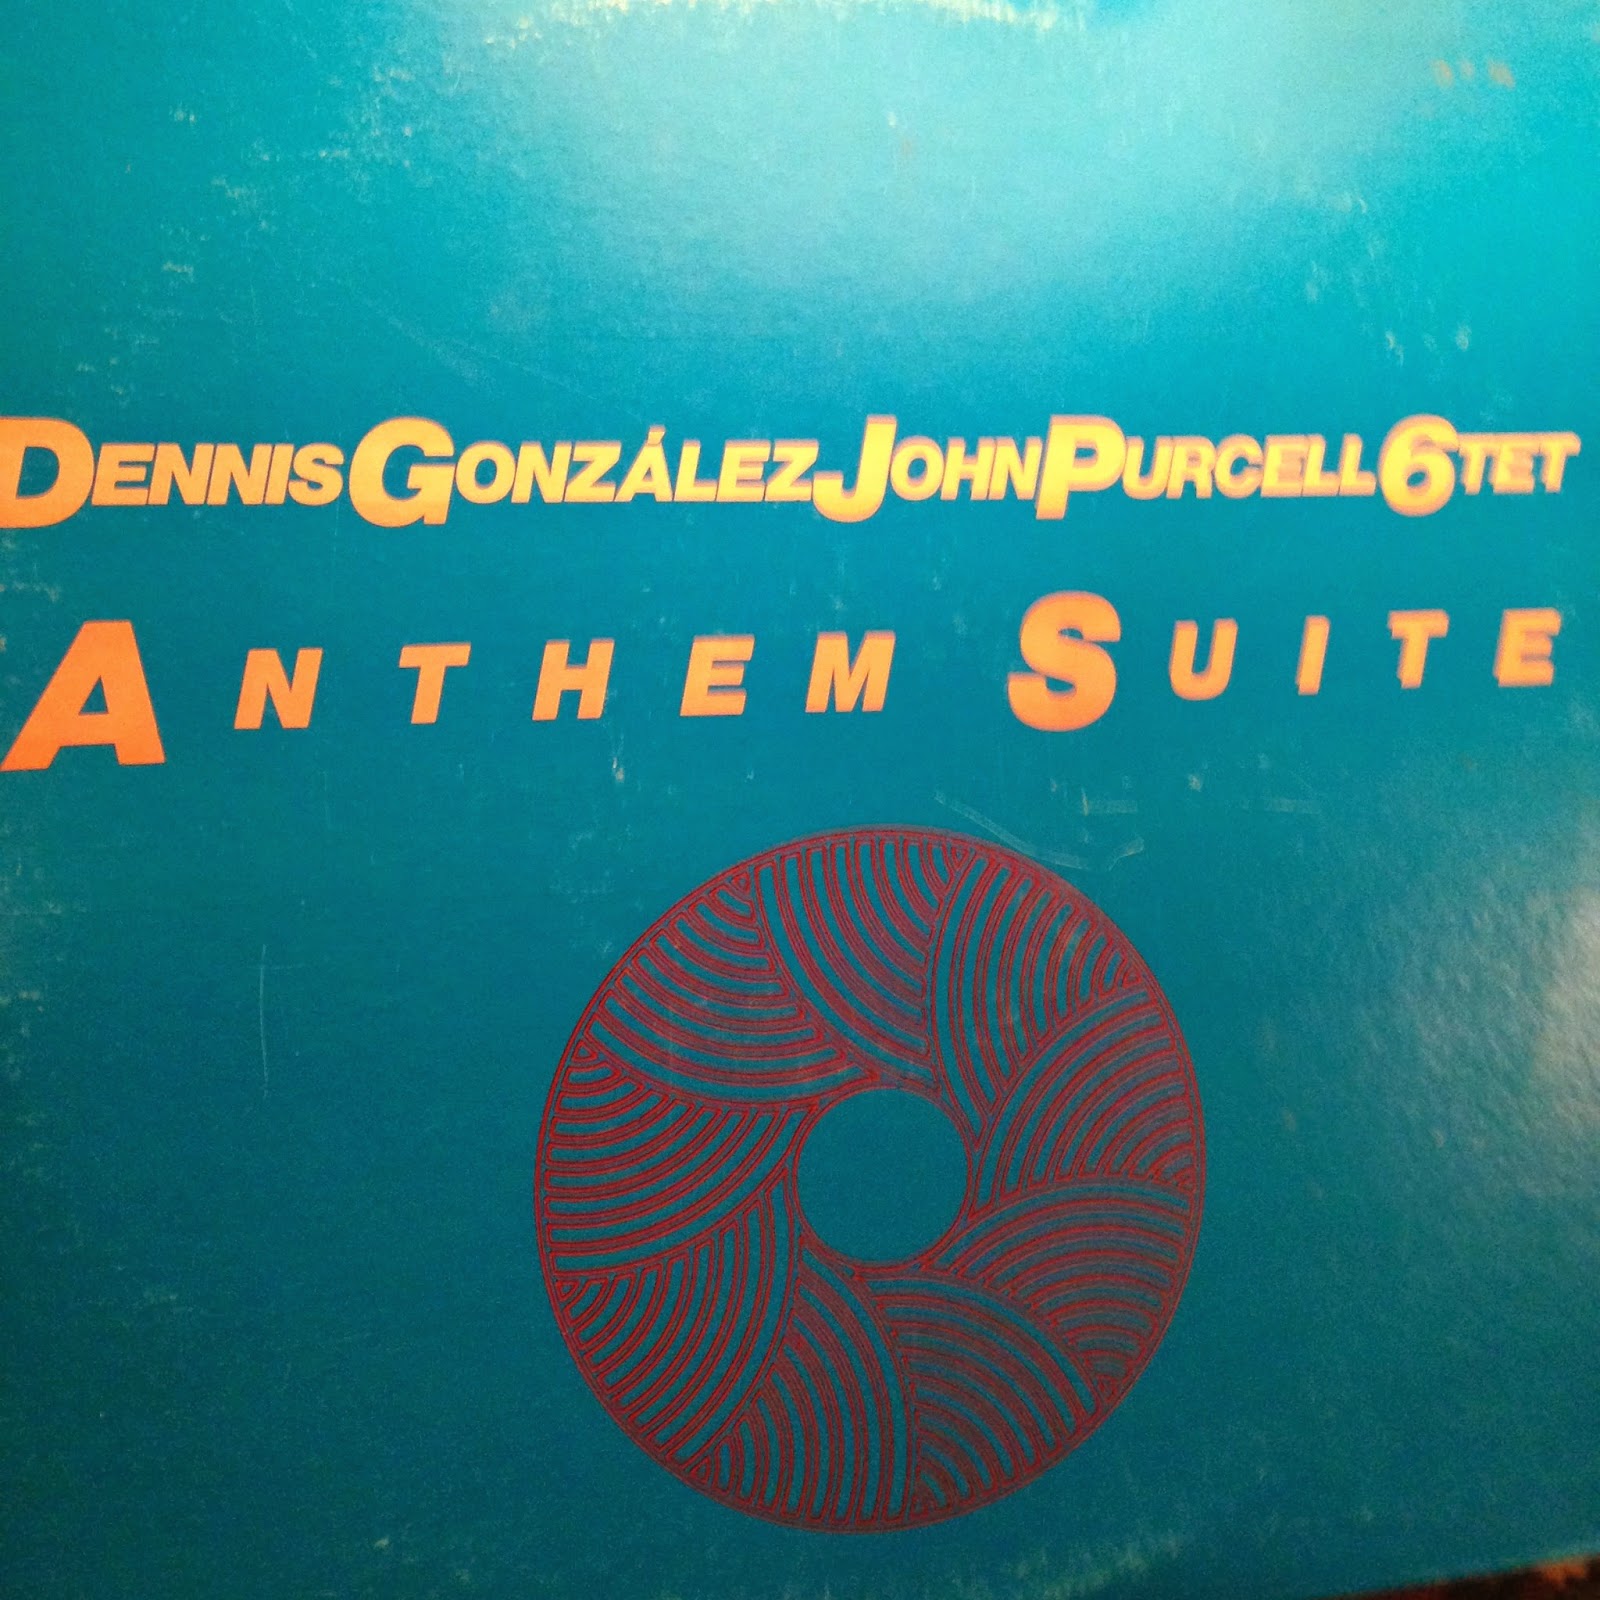 DENNIS GONZÁLEZ JOHN PURCELL 6TET
ANTHEM SUITE